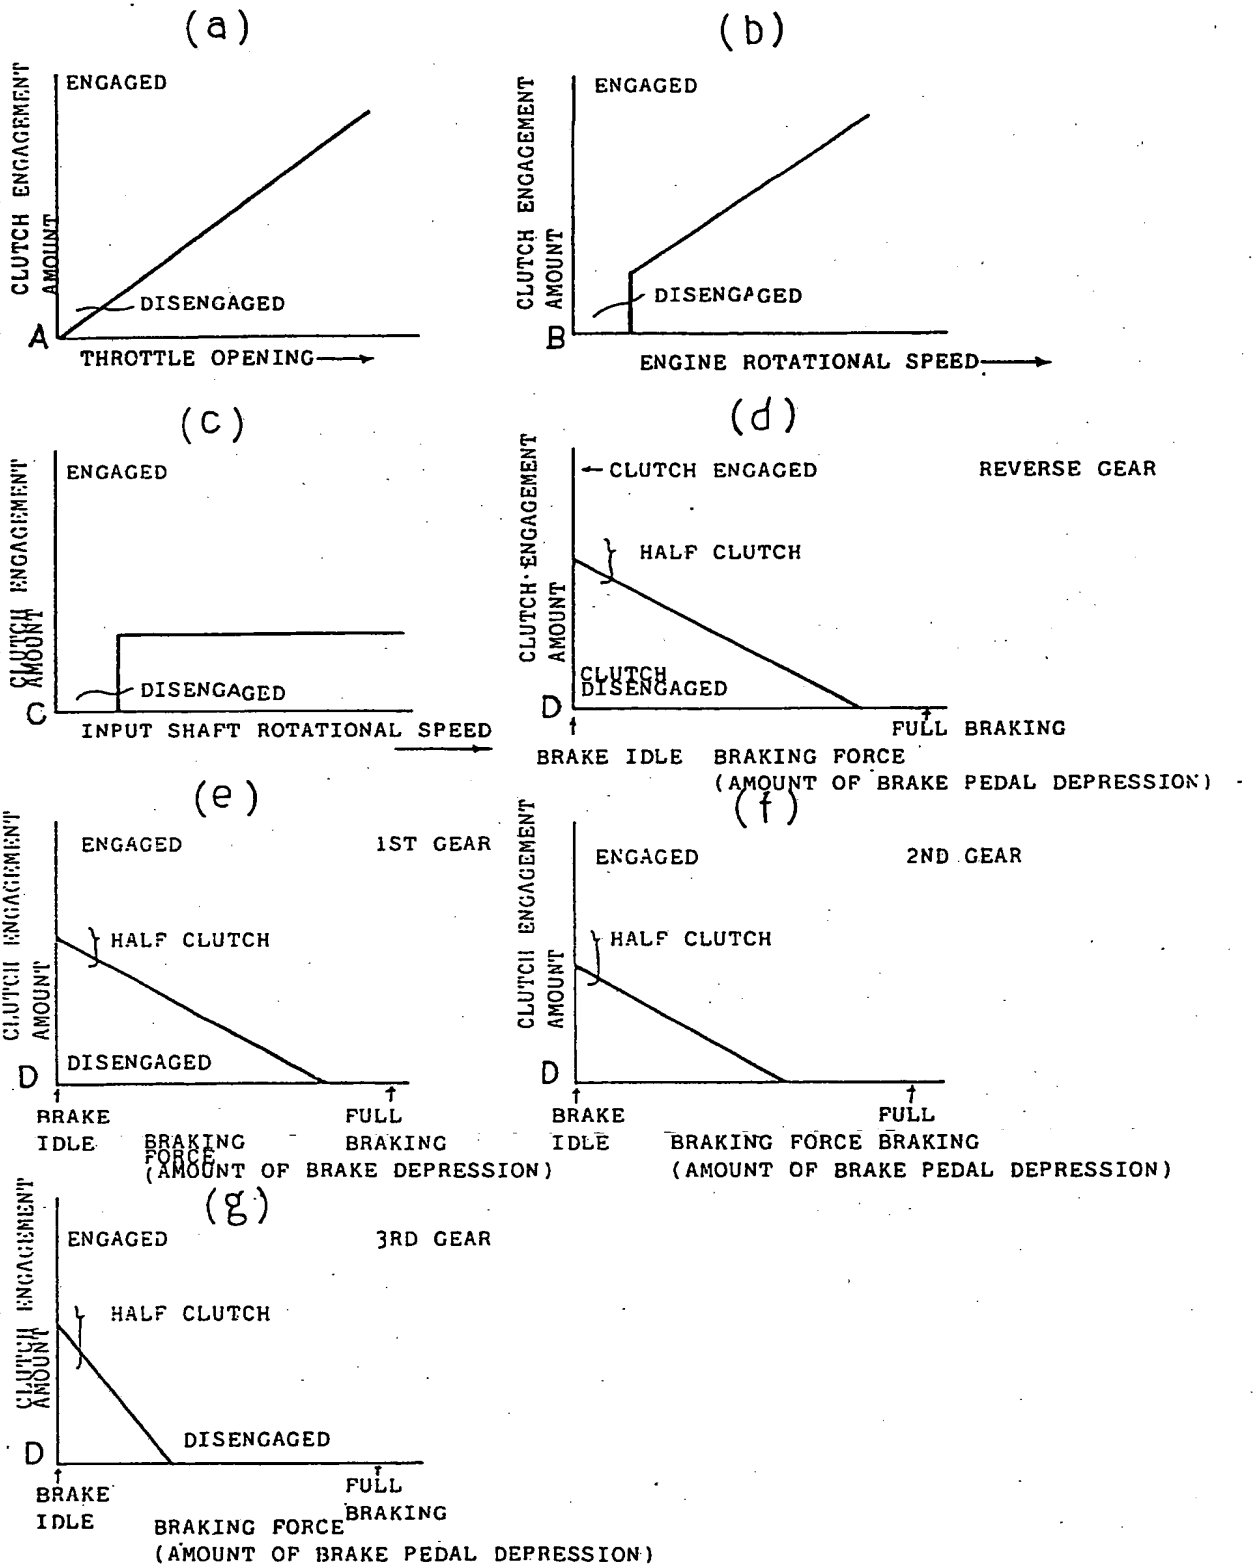 (a)
CLUTCH ENGAGEMENT
AMOUNT
ENGAGED
DISENGAGED
A
THROTTLE OPENING
(b)
CLUTCH ENGAGEMENT
AMOUNT
ENGAGED
DISENGAGED
B
ENGINE ROTATIONAL SPEED
(c)
CLUTCH ENGAGEMENT
AMOUNT
ENGAGED
DISENGAGED
C
INPUT SHAFT ROTATIONAL SPEED
(d)
CLUTCH ENGAGEMENT
AMOUNT
CLUTCH ENGAGED
REVERSE GEAR
HALF CLUTCH
CLUTCH
DISENGAGED
D
FULL BRAKING
BRAKE IDLE
BRAKING FORCE
(AMOUNT OF BRAKE PEDAL DEPRESSION)
(e)
CLUTCH ENGAGEMENT
AMOUNT
ENGAGED
1ST GEAR
HALF CLUTCH
DISENGAGED
D
BRAKE
IDLE
FULL
BRAKING
BRAKING
FORCE
(AMOUNT OF BRAKE DEPRESSION)
(f)
CLUTCH ENGAGEMENT
AMOUNT
ENGAGED
2ND GEAR
HALF CLUTCH
D
BRAKE
IDLE
FULL
BRAKING
BRAKING FORCE
(AMOUNT OF BRAKE PEDAL DEPRESSION)
(g)
CLUTCH ENGAGEMENT
AMOUNT
ENGAGED
3RD GEAR
HALF CLUTCH
DISENGAGED
D
BRAKE
IDLE
FULL
BRAKING
BRAKING FORCE
(AMOUNT OF BRAKE PEDAL DEPRESSION)